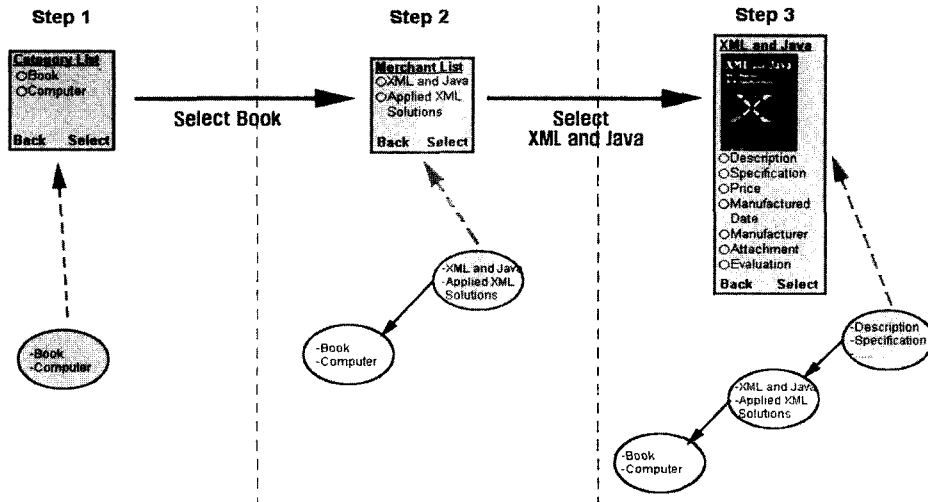 Step 1
Category List
Book
Computer
Back Select
Select Book
-Book
-Computer
Step 2
Merchant List
XML and Java
Applied XML
Solutions
Back Select
Select
XML and Java
-XML and Java
-Applied XML
Solutions
-Book
-Computer
Step 3
XML and Java
XML and Java
Description
Specification
Price
Manufactured
Date
Manufacturer
Attachment
Evaluation
Back Select
-Description
-Specification
-XML and Java
-Applied XML
Solutions
-Book
-Computer